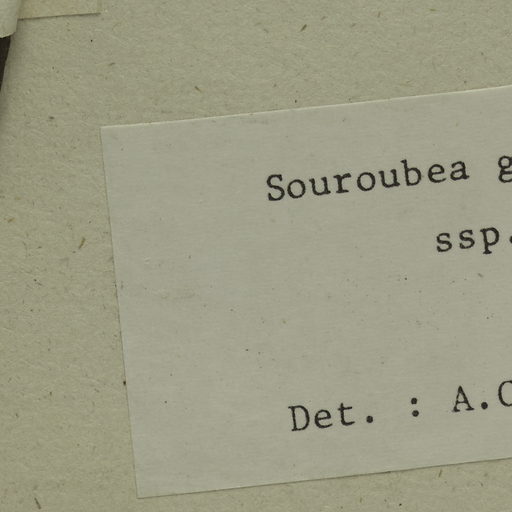 Souroubea g
ssp.
Det. : A.C